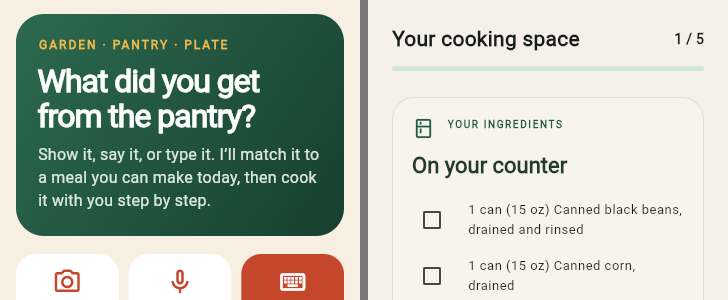 GARDEN · PANTRY · PLATE
What did you get
from the pantry?
Show it, say it, or type it. I’ll match it to
a meal you can make today, then cook
it with you step by step.
Your cooking space
1 / 5
YOUR INGREDIENTS
On your counter
1 can (15 oz) Canned black beans,
drained and rinsed
1 can (15 oz) Canned corn,
drained